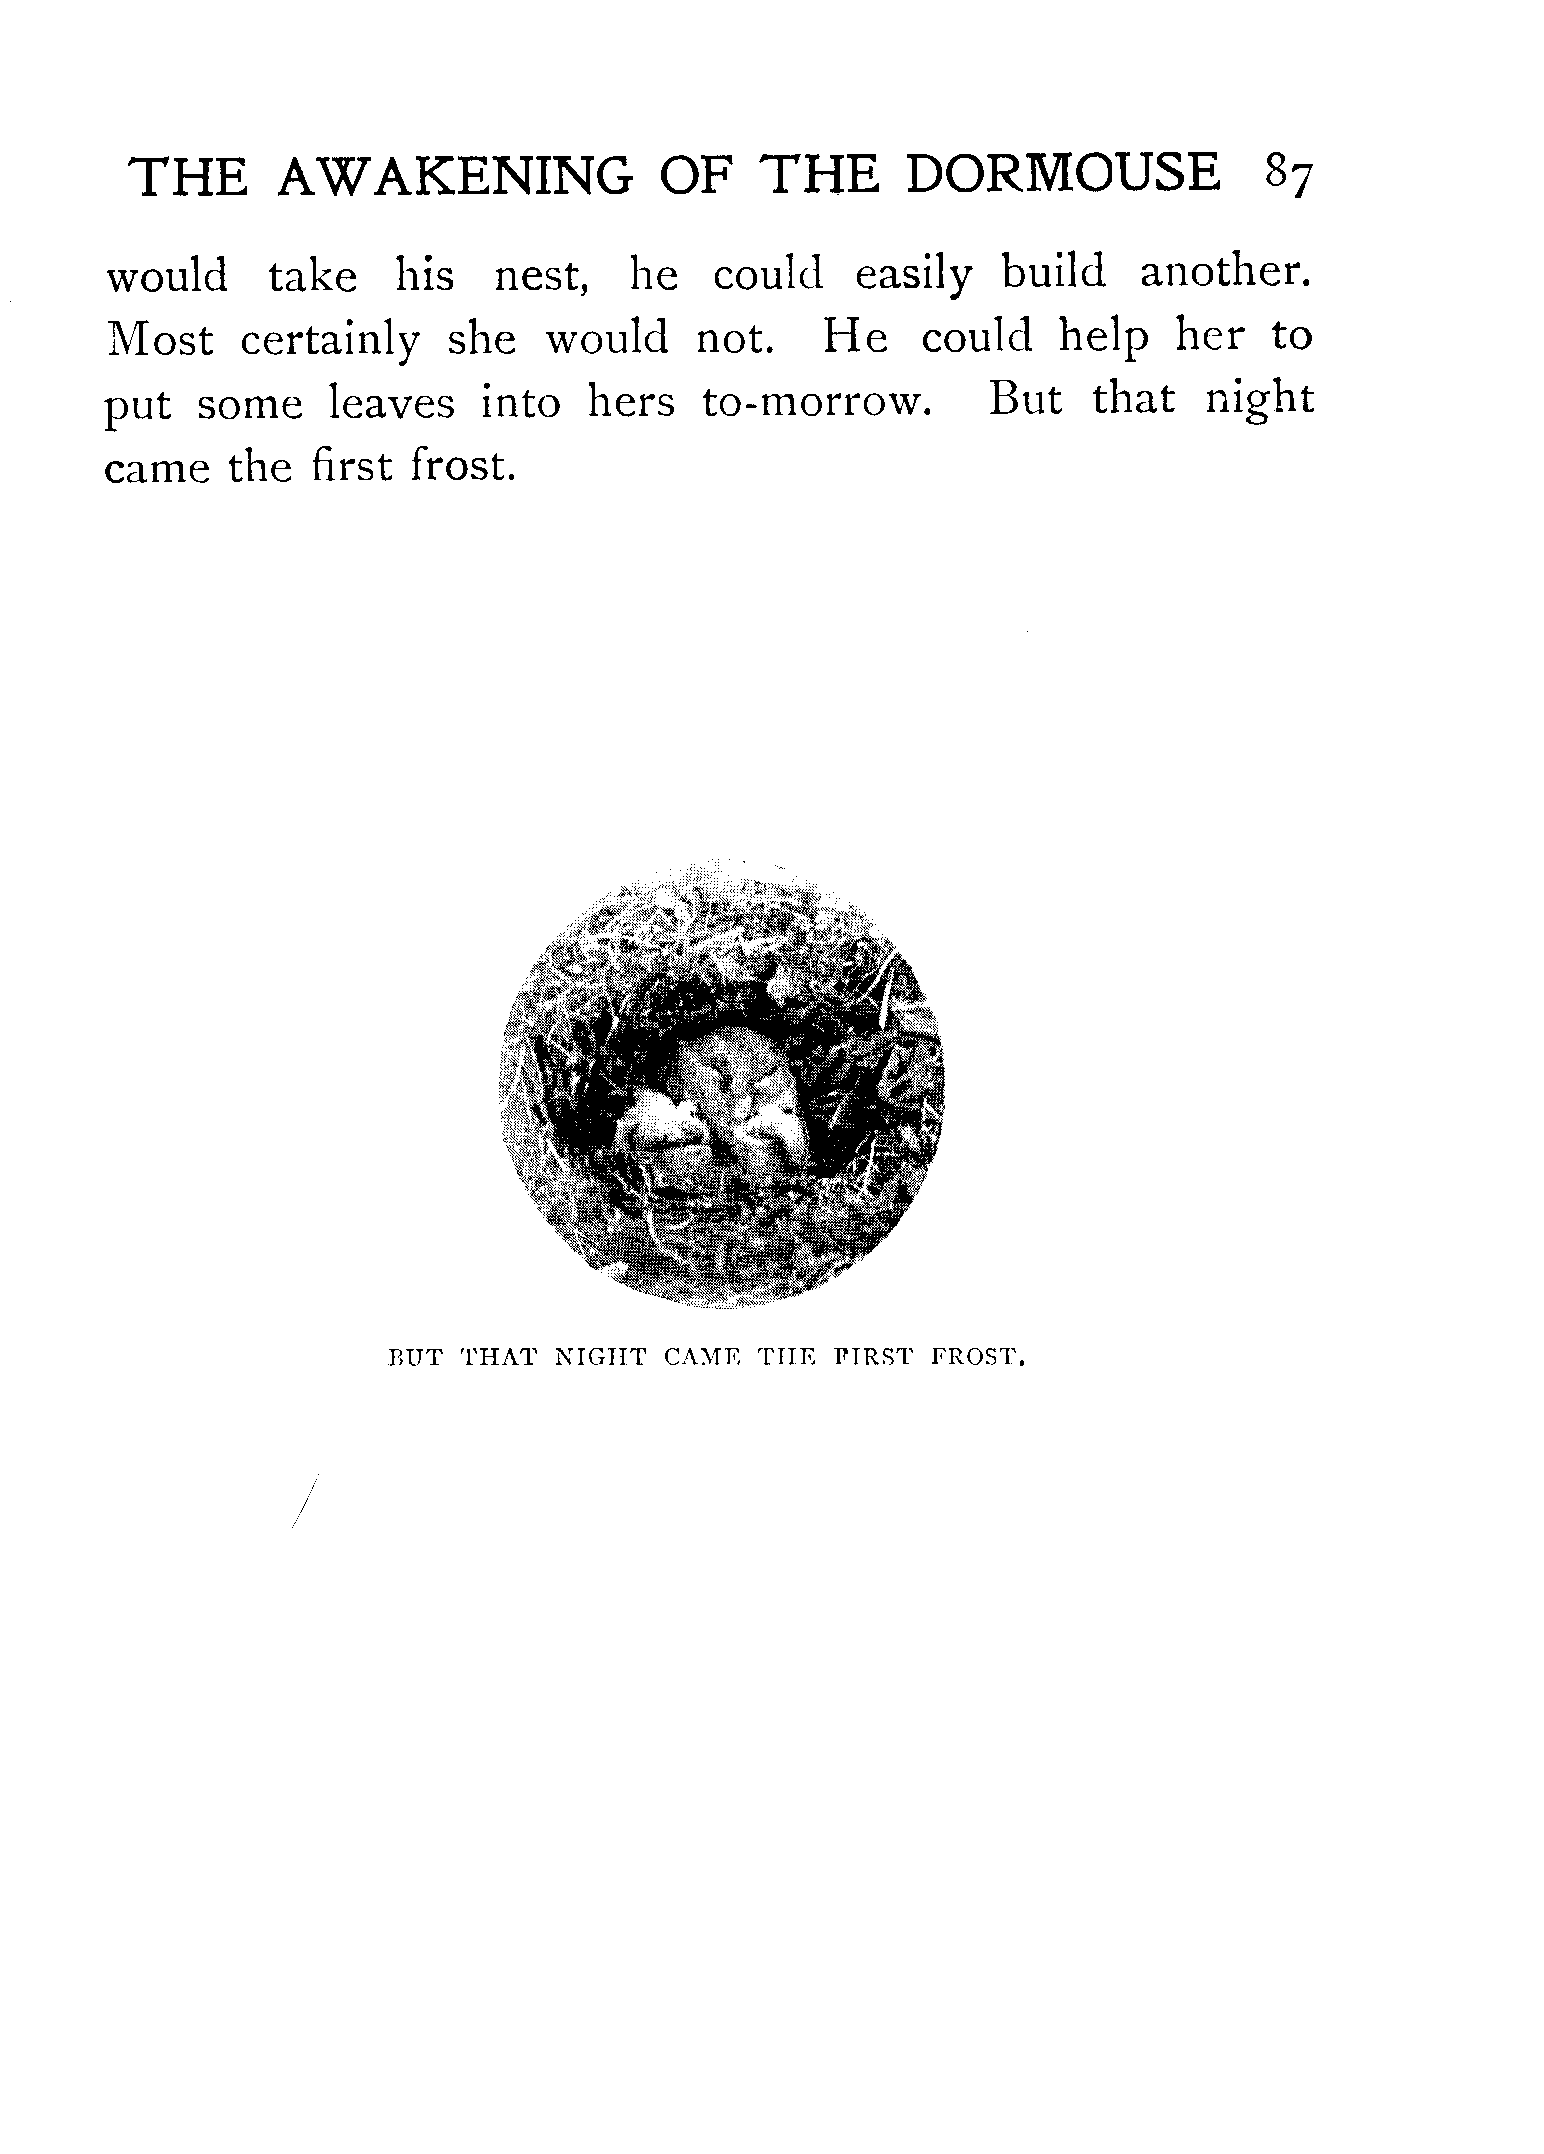 THE AWAKENING OF THE DORMOUSE 87
would take his nest, he could easily build another.
Most certainly she would not. He could help her to
put some leaves into hers to-morrow. But that night
came the first frost.
BUT THAT NIGHT CAME THE FIRST FROST.